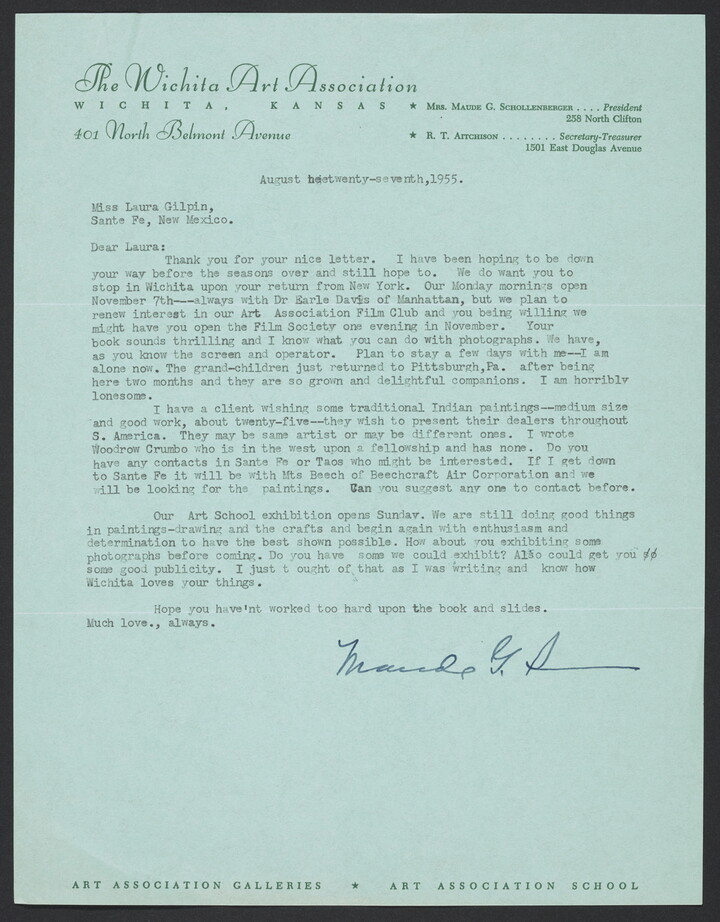 The Wichita Art Association
WICHITA, KANSAS ★ MRS. MAUDE G. SCHOLLENBERGER .... President
258 North Clifton
401 North Belmont Avenue ★ R. T. AITCHISON ........ Secretary-Treasurer
1501 East Douglas Avenue
August twenty-seventh,1955.
Miss Laura Gilpin,
Sante Fe, New Mexico.
Dear Laura:
Thank you for your nice letter. I have been hoping to be down
your way before the seasons over and still hope to. We do want you to
stop in Wichita upon your return from New York. Our Monday mornings open
November 7th---always with Dr Earle Davis of Manhattan, but we plan to
renew interest in our Art Association Film Club and you being willing we
might have you open the Film Society one evening in November. Your
book sounds thrilling and I know what you can do with photographs. We have,
as you know the screen and operator. Plan to stay a few days with me--I am
alone now. The grand-children just returned to Pittsburgh,Pa. after being
here two months and they are so grown and delightful companions. I am horribly
lonesome.
I have a client wishing some traditional Indian paintings--medium size
and good work, about twenty-five--they wish to present their dealers throughout
S. America. They may be same artist or may be different ones. I wrote
Woodrow Crumbo who is in the west upon a fellowship and has none. Do you
have any contacts in Sante Fe or Taos who might be interested. If I get down
to Sante Fe it will be with Mts Beech of Beechcraft Air Corporation and we
will be looking for the paintings. Can you suggest any one to contact before.
Our Art School exhibition opens Sunday. We are still doing good things
in paintings-drawing and the crafts and begin again with enthusiasm and
determination to have the best shown possible. How about you exhibiting some
photographs before coming. Do you have some we could exhibit? Also could get you
some good publicity. I just t ought of that as I was writing and know how
Wichita loves your things.
Hope you have'nt worked too hard upon the book and slides.
Much love., always.
Maude G. S
ART ASSOCIATION GALLERIES ★ ART ASSOCIATION SCHOOL